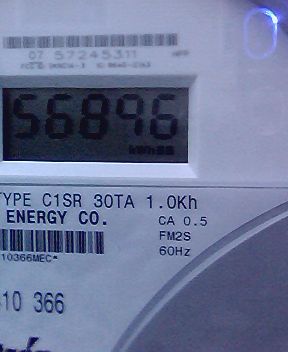 07 57245311
56896
kWh
TYPE C1SR 30TA 1.0Kh
ENERGY CO.
CA 0.5
FM2S
60Hz
10366MEC*
10 366